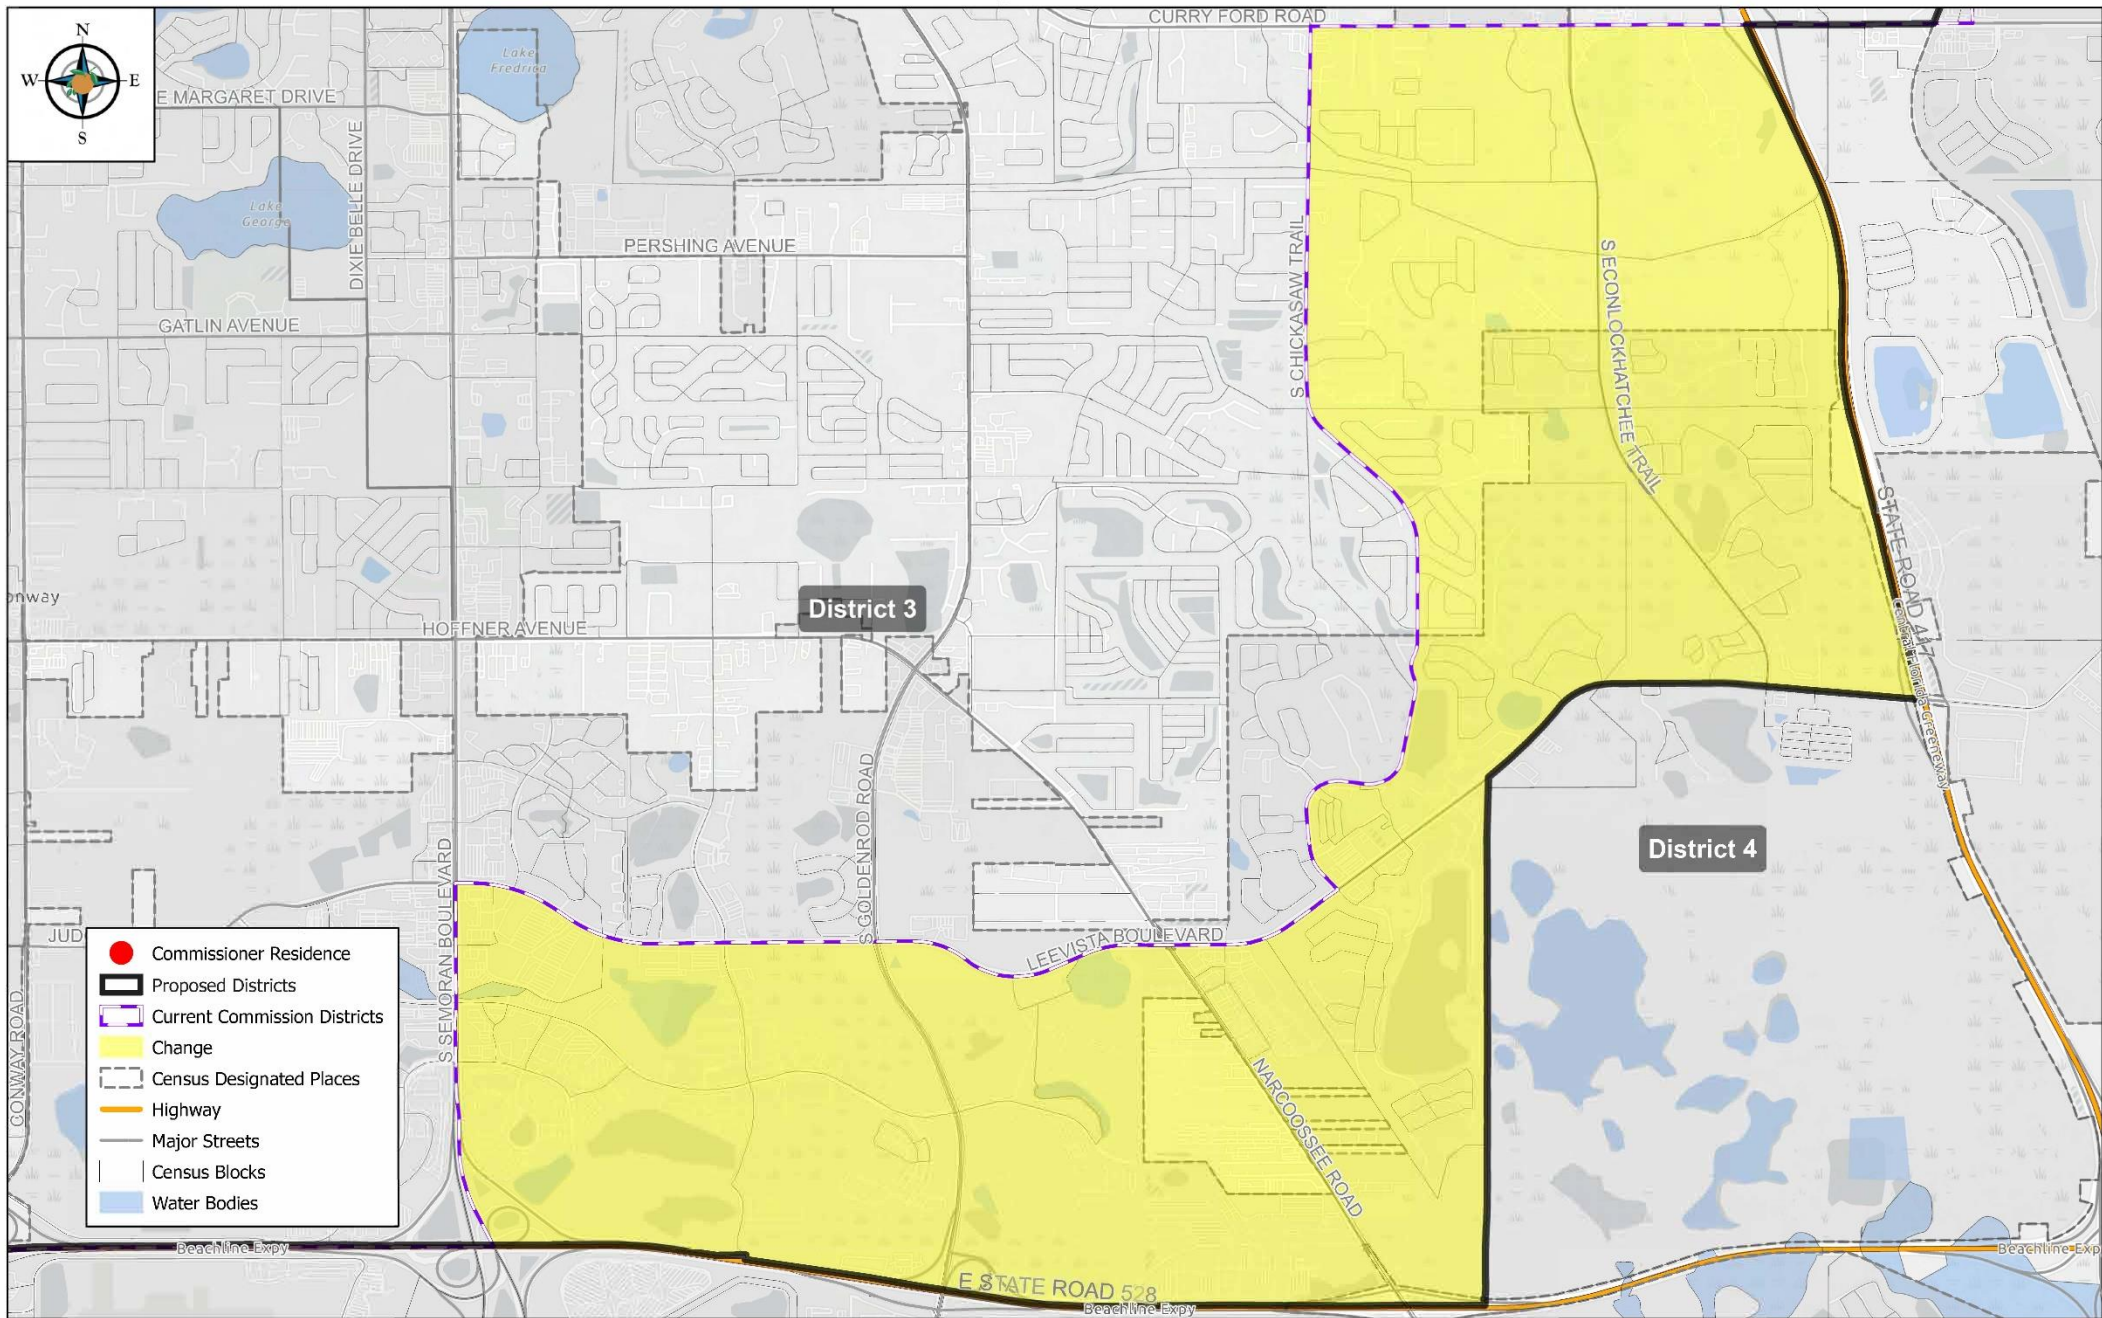 CURRY FORD ROAD
N
W
E
S
Lake
Fredrica
E MARGARET DRIVE
DIXIE BELLE DRIVE
Lake
George
PERSHING AVENUE
S CHICKASAW TRAIL
S ECONLOCKHATCHEE TRAIL
GATLIN AVENUE
STATE ROAD 417
Central Florida Greeneway
onway
District 3
HOFFNER AVENUE
S GOLDENROD ROAD
District 4
S SEMORAN BOULEVARD
JUD
LEEVISTA BOULEVARD
CONWAY ROAD
NARCOOSSEE ROAD
Commissioner Residence
Proposed Districts
Current Commission Districts
Change
Census Designated Places
Highway
Major Streets
Census Blocks
Water Bodies
Beachline Expy
Beachline Exp
E STATE ROAD 528
Beachline Expy